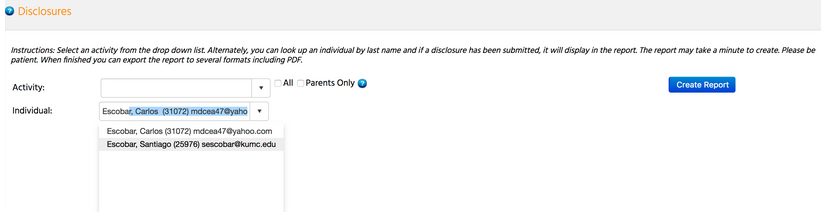 Disclosures
Instructions: Select an activity from the drop down list. Alternately, you can look up an individual by last name and if a disclosure has been submitted, it will display in the report. The report may take a minute to create. Please be
patient. When finished you can export the report to several formats including PDF.
Activity: All Parents Only ?
Create Report
Individual: Escobar, Carlos (31072) mdcea47@yaho
Escobar, Carlos (31072) mdcea47@yahoo.com
Escobar, Santiago (25976) sescobar@kumc.edu